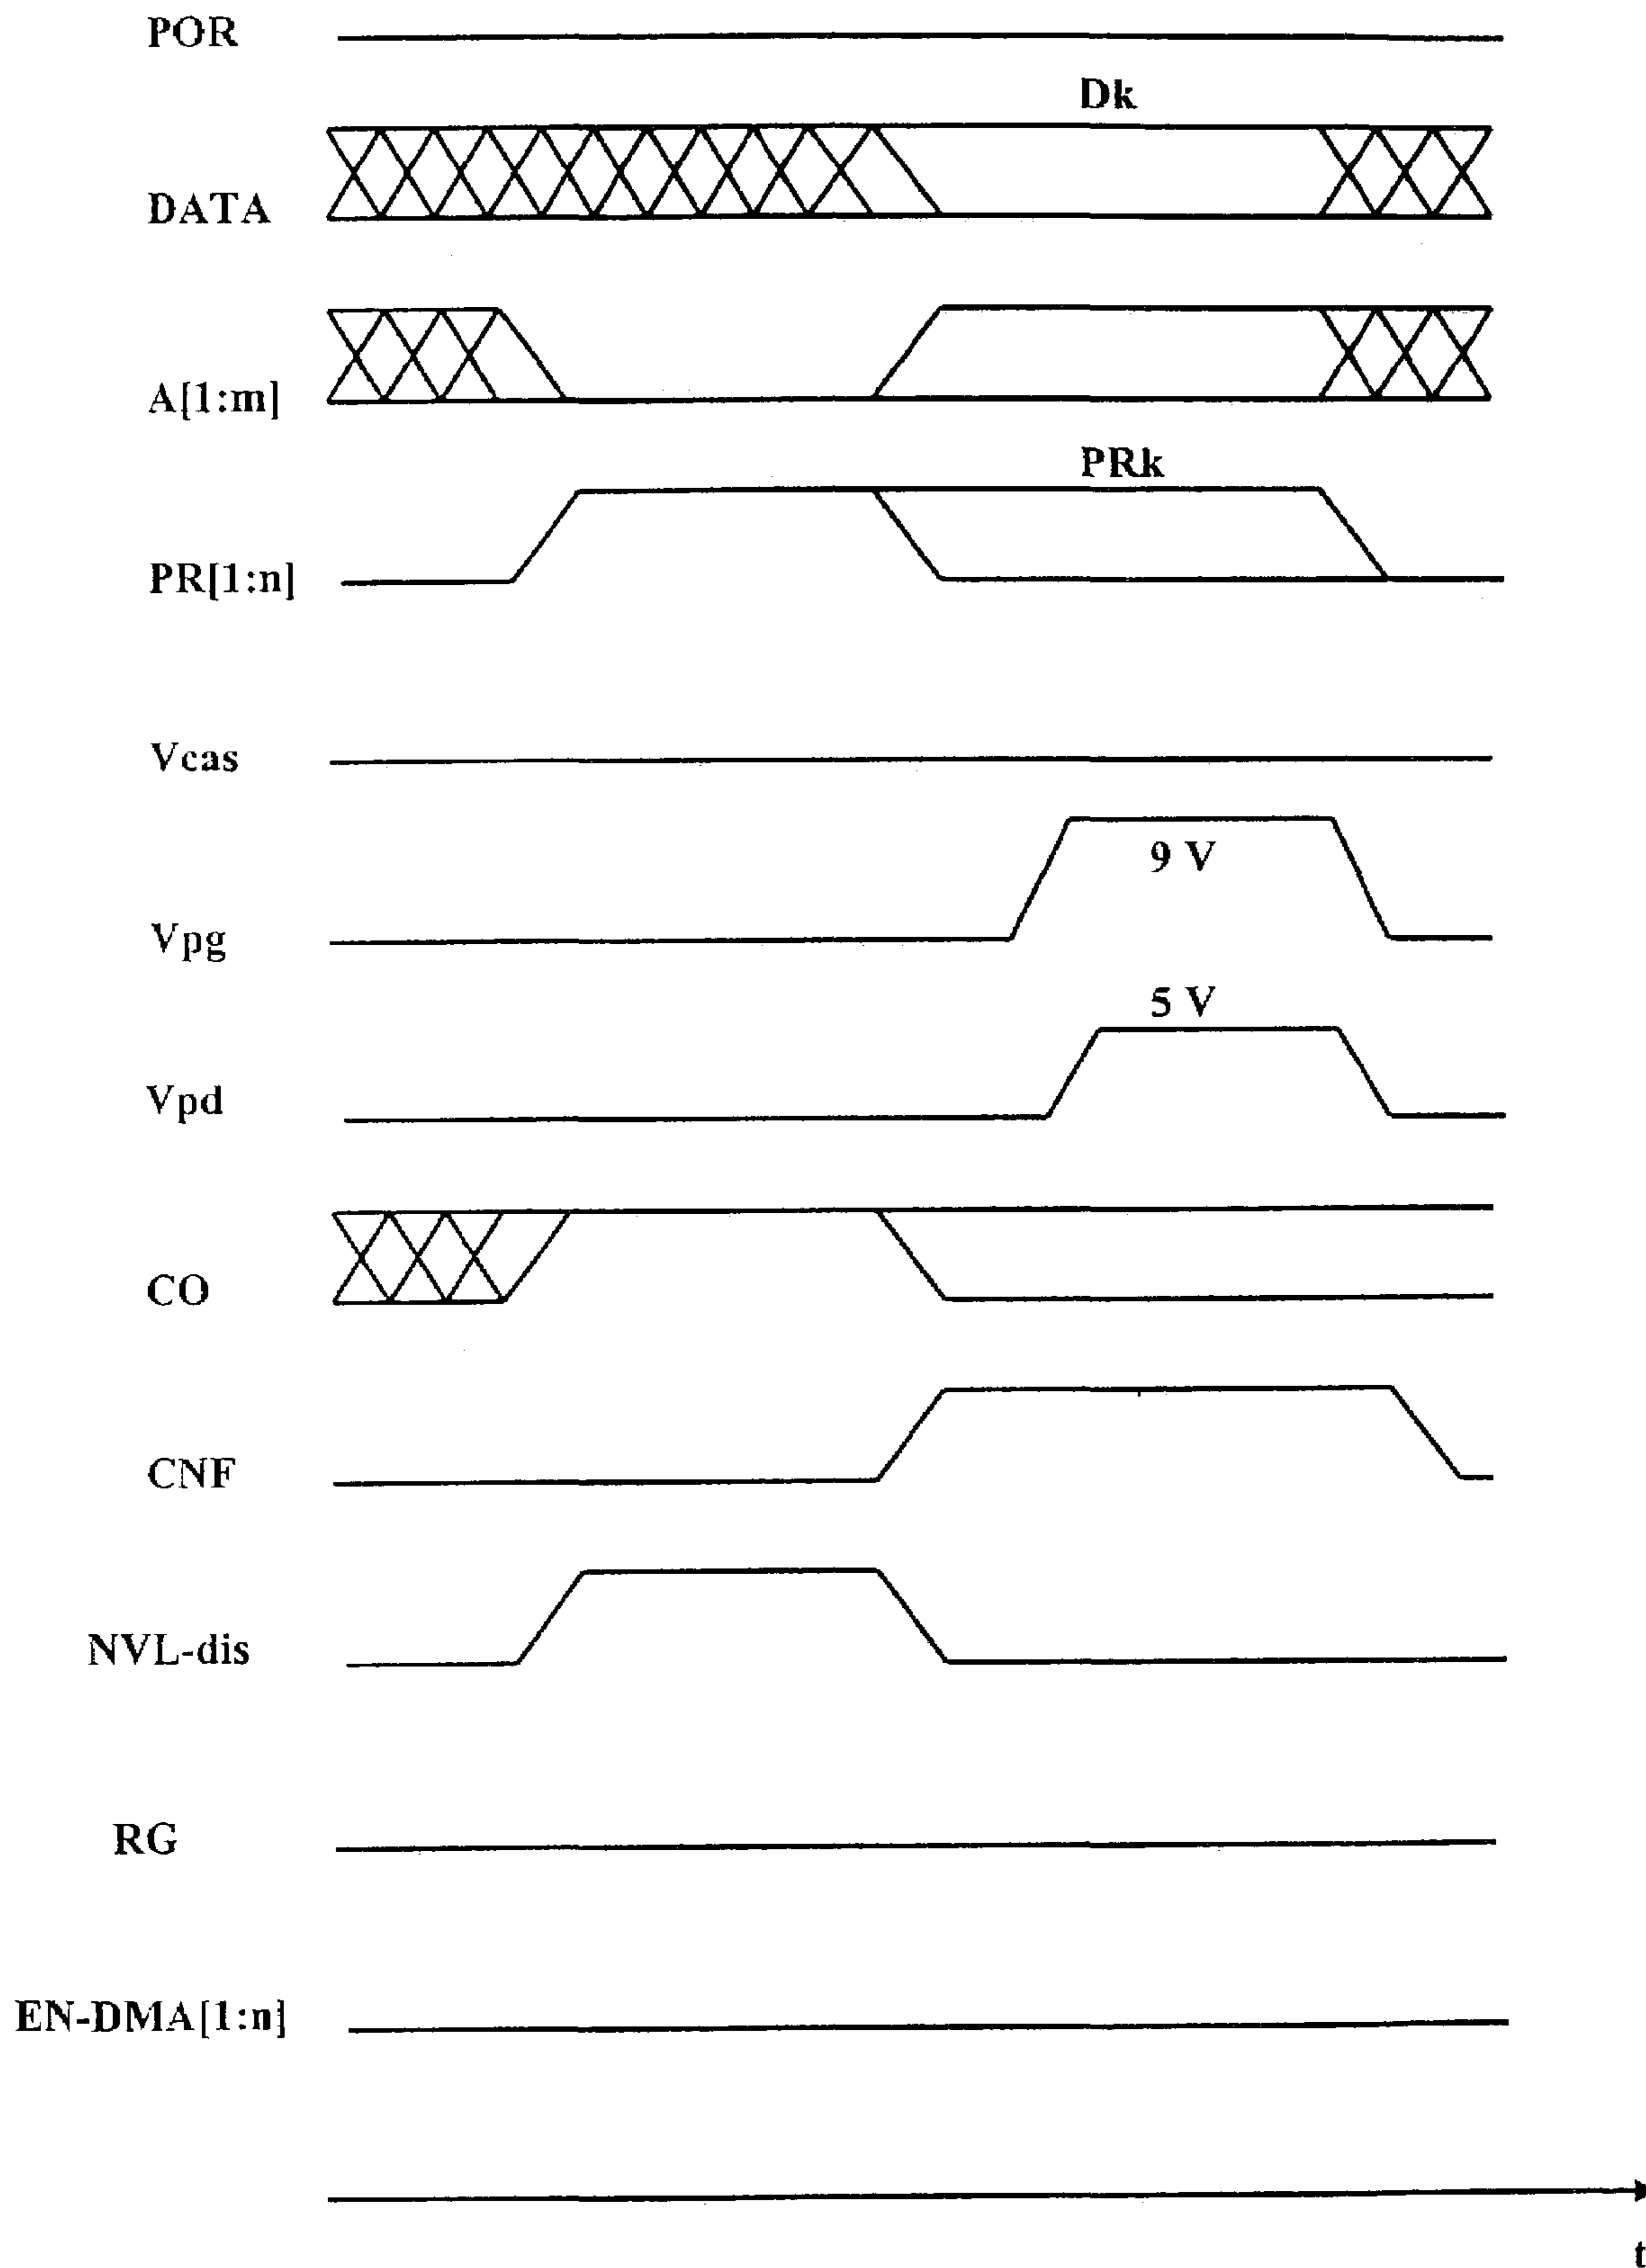 POR
Dk
DATA
A[1:m]
PRk
PR[1:n]
Vcas
9 V
Vpg
5 V
Vpd
CO
CNF
NVL-dis
RG
EN-DMA[1:n]
t